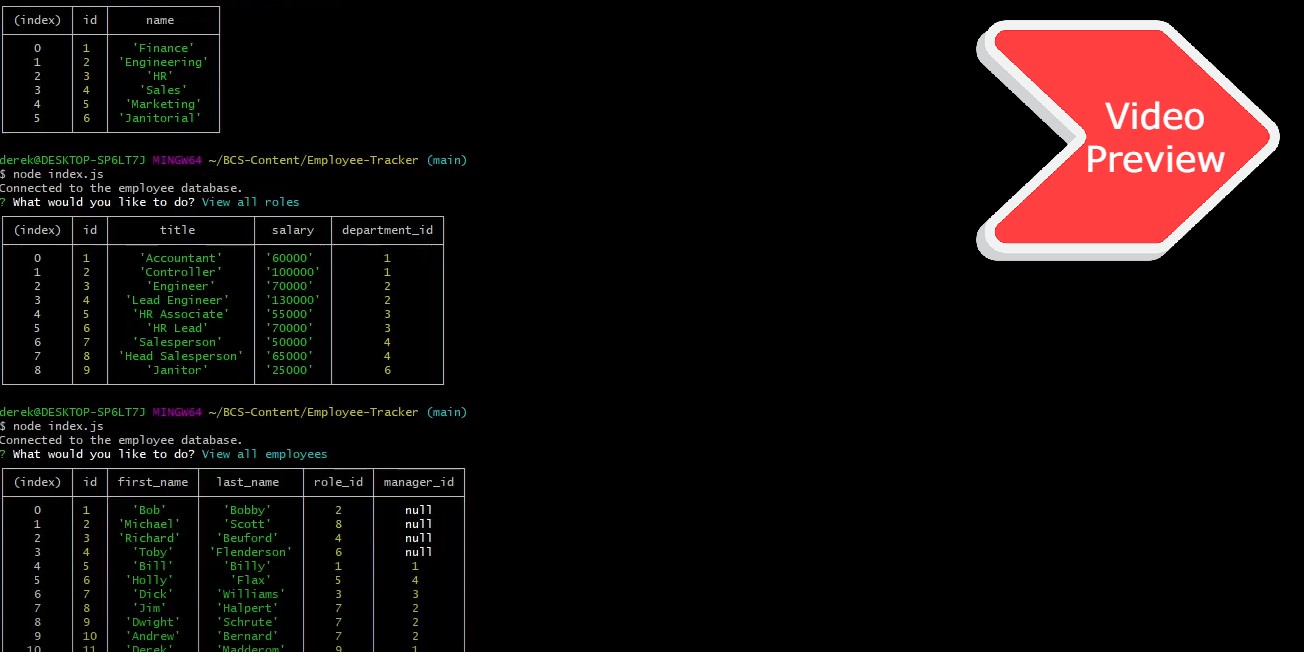 (index) id name
0 1 'Finance'
1 2 'Engineering'
2 3 'HR'
3 4 'Sales'
4 5 'Marketing'
5 6 'Janitorial'
derek@DESKTOP-SP6LT7J MINGW64 ~/BCS-Content/Employee-Tracker (main)
$ node index.js
Connected to the employee database.
? What would you like to do? View all roles
(index) id title salary department_id
0 1 'Accountant' '60000' 1
1 2 'Controller' '100000' 1
2 3 'Engineer' '70000' 2
3 4 'Lead Engineer' '130000' 2
4 5 'HR Associate' '55000' 3
5 6 'HR Lead' '70000' 3
6 7 'Salesperson' '50000' 4
7 8 'Head Salesperson' '65000' 4
8 9 'Janitor' '25000' 6
derek@DESKTOP-SP6LT7J MINGW64 ~/BCS-Content/Employee-Tracker (main)
$ node index.js
Connected to the employee database.
? What would you like to do? View all employees
(index) id first_name last_name role_id manager_id
0 1 'Bob' 'Bobby' 2 null
1 2 'Michael' 'Scott' 8 null
2 3 'Richard' 'Beuford' 4 null
3 4 'Toby' 'Flenderson' 6 null
4 5 'Bill' 'Billy' 1 1
5 6 'Holly' 'Flax' 5 4
6 7 'Dick' 'Williams' 3 3
7 8 'Jim' 'Halpert' 7 2
8 9 'Dwight' 'Schrute' 7 2
9 10 'Andrew' 'Bernard' 7 2
10 11 'Derek' 'Madderom' 9 1
Video
Preview